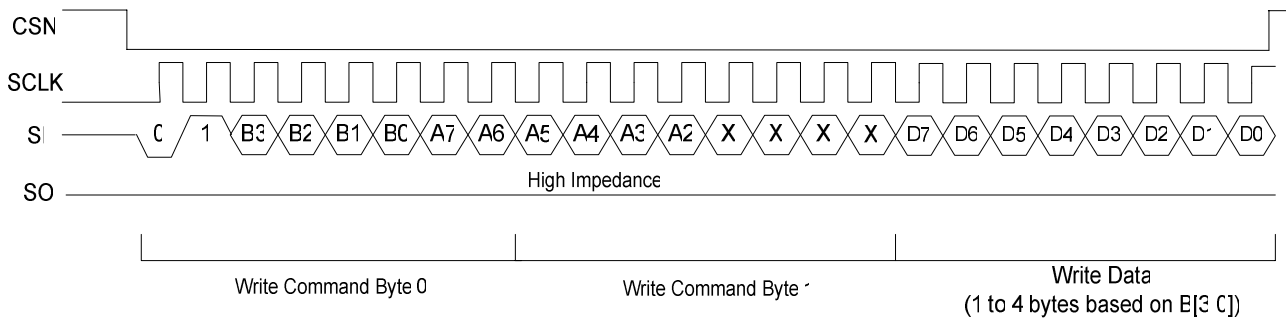 CSN
SCLK
SI 0 1 B3 B2 B1 B0 A7 A6 A5 A4 A3 A2 X X X X D7 D6 D5 D4 D3 D2 D1 D0
High Impedance
SO
Write Command Byte 0
Write Command Byte 1
Write Data
(1 to 4 bytes based on B[3:0])